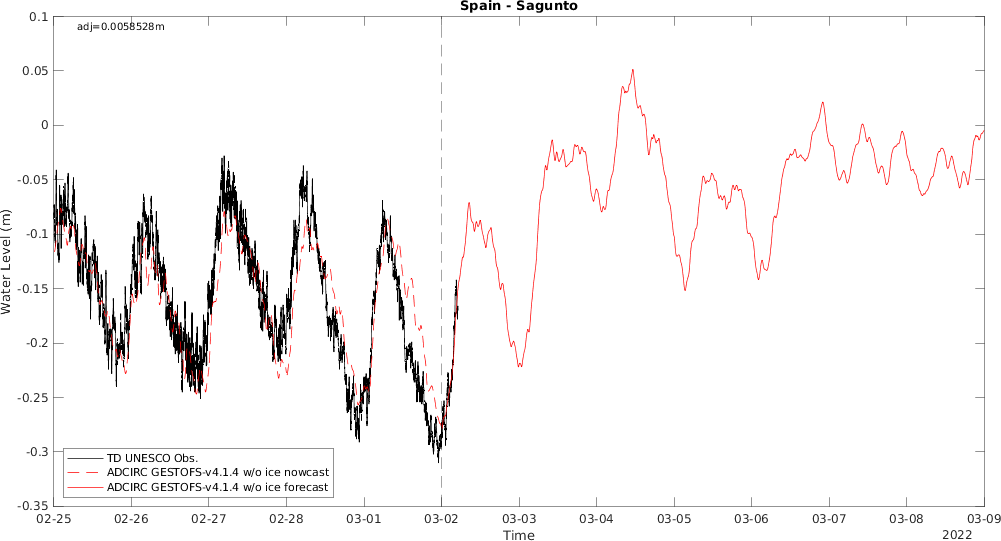 Spain - Sagunto
adj=0.0058528m
0.1
0.05
0
-0.05
-0.1
-0.15
-0.2
-0.25
-0.3
-0.35
Water Level (m)
TD UNESCO Obs.
ADCIRC GESTOFS-v4.1.4 w/o ice nowcast
ADCIRC GESTOFS-v4.1.4 w/o ice forecast
02-25 02-26 02-27 02-28 03-01 03-02 03-03 03-04 03-05 03-06 03-07 03-08 03-09
Time
2022